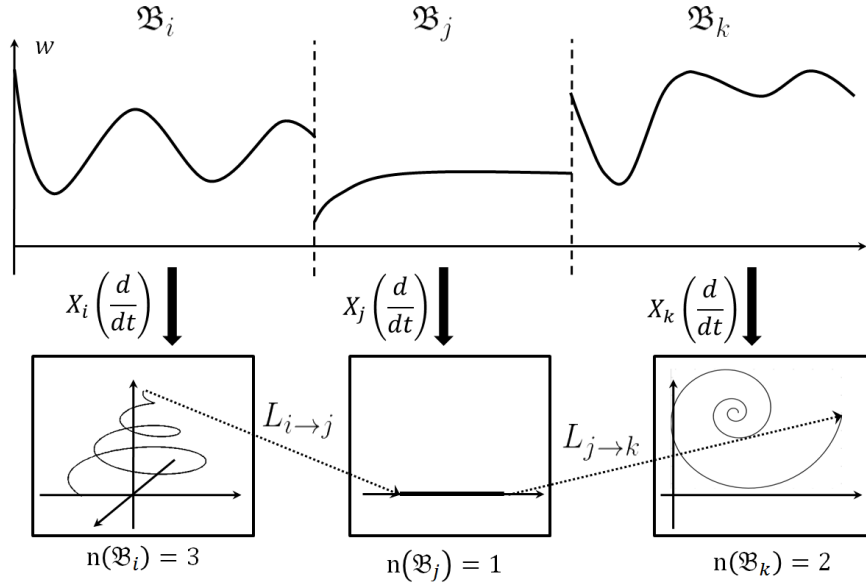 𝔅_i 𝔅_j 𝔅_k
w
X_i (d/dt) X_j (d/dt) X_k (d/dt)
L_{i→j} L_{j→k}
n(𝔅_i) = 3 n(𝔅_j) = 1 n(𝔅_k) = 2